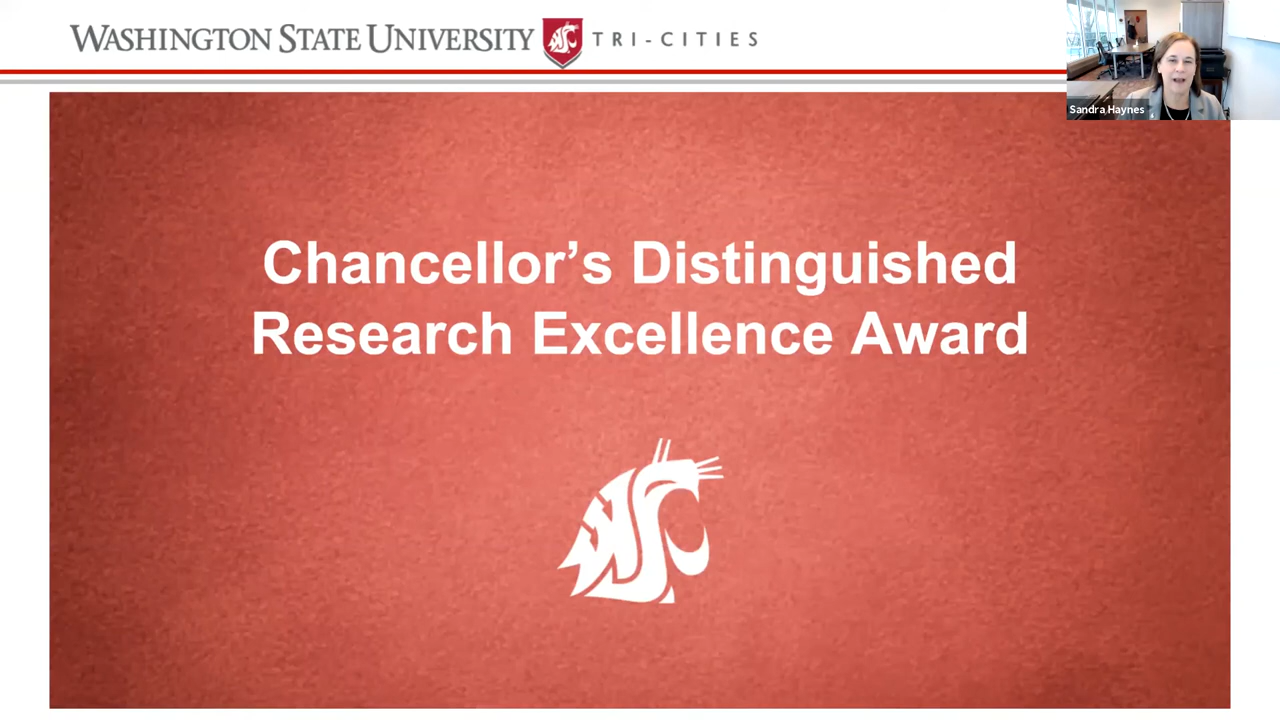 WASHINGTON STATE UNIVERSITY TRI-CITIES
Sandra Haynes
Chancellor’s Distinguished
Research Excellence Award